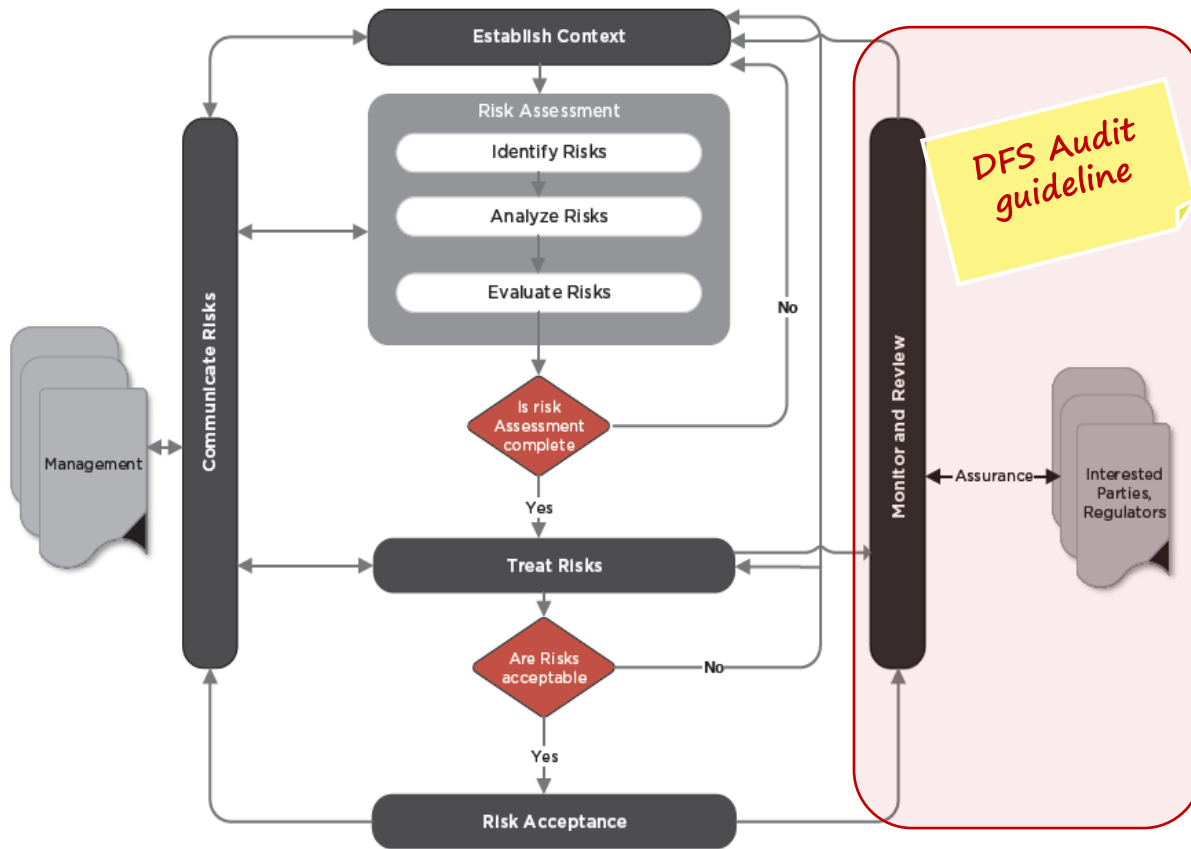 Establish Context
Risk Assessment
Identify Risks
Analyze Risks
Evaluate Risks
No
Is risk
Assessment
complete
Yes
Treat Risks
Are Risks
acceptable
No
Yes
Risk Acceptance
Communicate Risks
Management
Monitor and Review
DFS Audit
guideline
Assurance
Interested
Parties,
Regulators